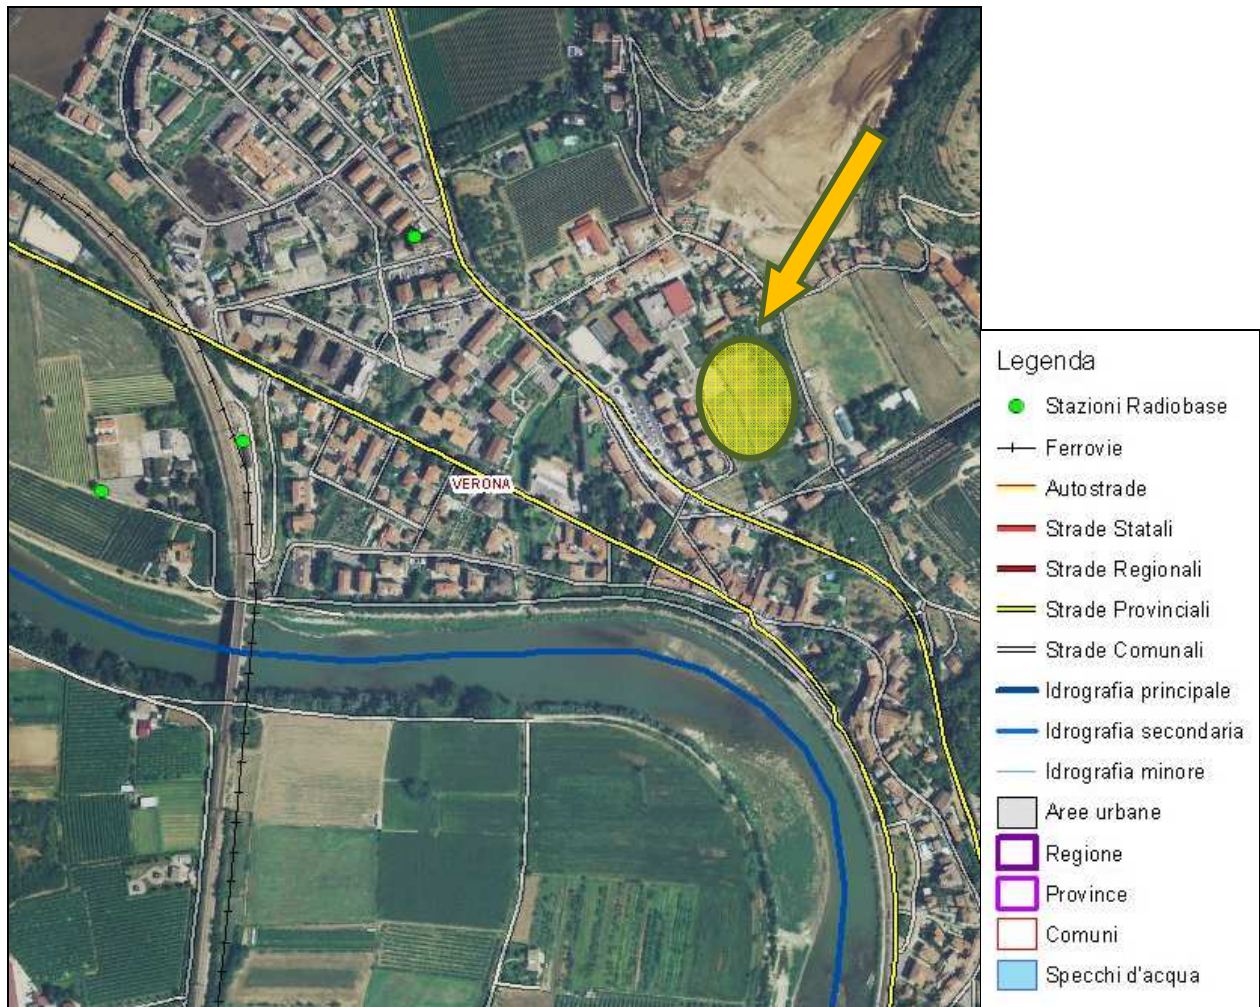 VERONA
Legenda
Stazioni Radiobase
Ferrovie
Autostrade
Strade Statali
Strade Regionali
Strade Provinciali
Strade Comunali
Idrografia principale
Idrografia secondaria
Idrografia minore
Aree urbane
Regione
Province
Comuni
Specchi d'acqua